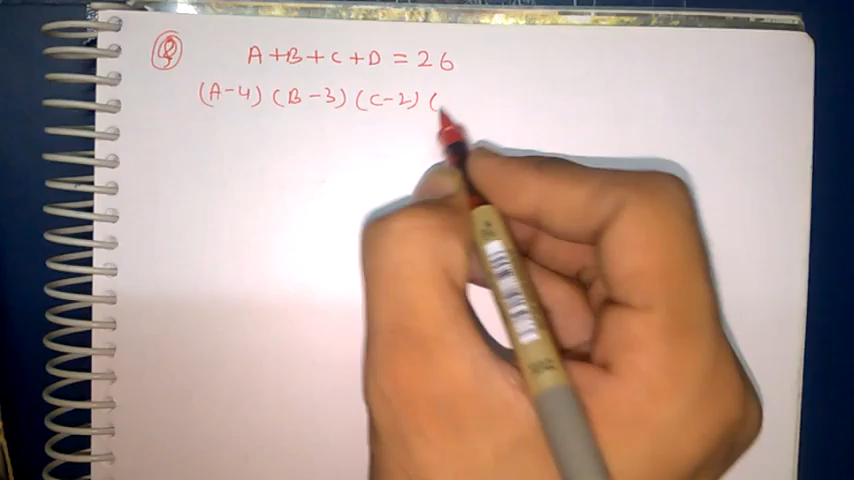 Q A+B+C+D = 26
(A-4) (B-3) (C-2) (